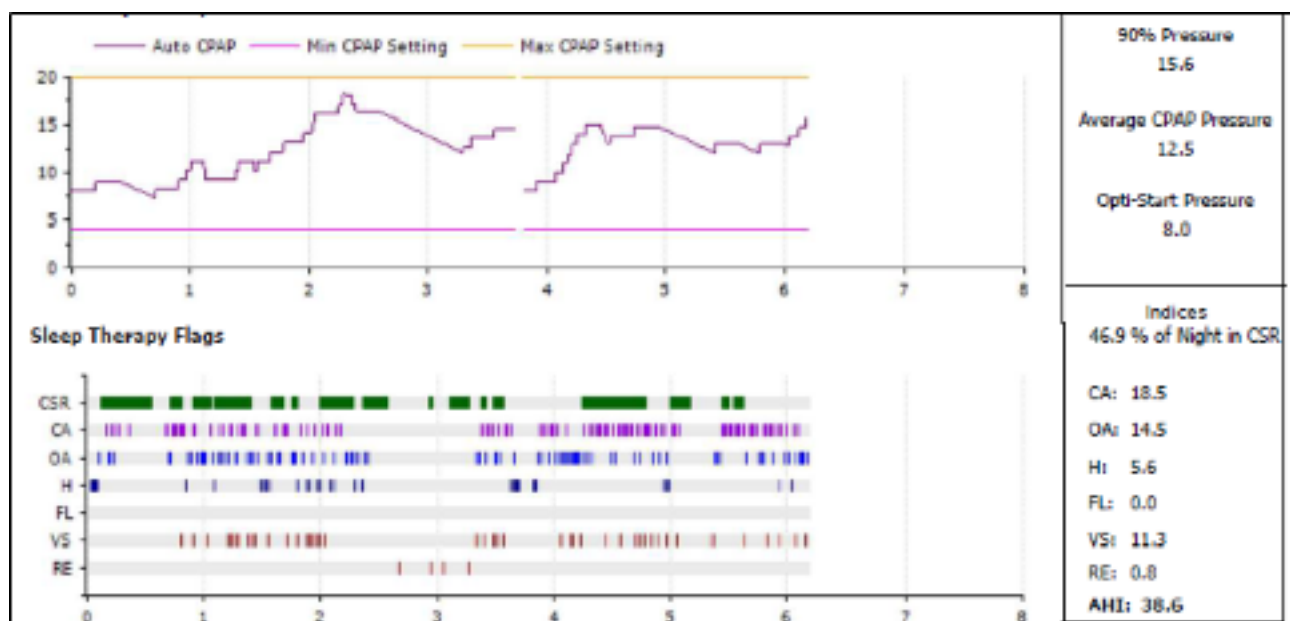 Auto CPAP Min CPAP Setting Max CPAP Setting
20
15
10
5
0
0 1 2 3 4 5 6 7 8
90% Pressure
15.6
Average CPAP Pressure
12.5
Opti-Start Pressure
8.0
Sleep Therapy Flags
CSR
CA
OA
H
FL
VS
RE
0 1 2 3 4 5 6 7 8
Indices
46.9 % of Night in CSR
CA: 18.5
OA: 14.5
H: 5.6
FL: 0.0
VS: 11.3
RE: 0.8
AHI: 38.6